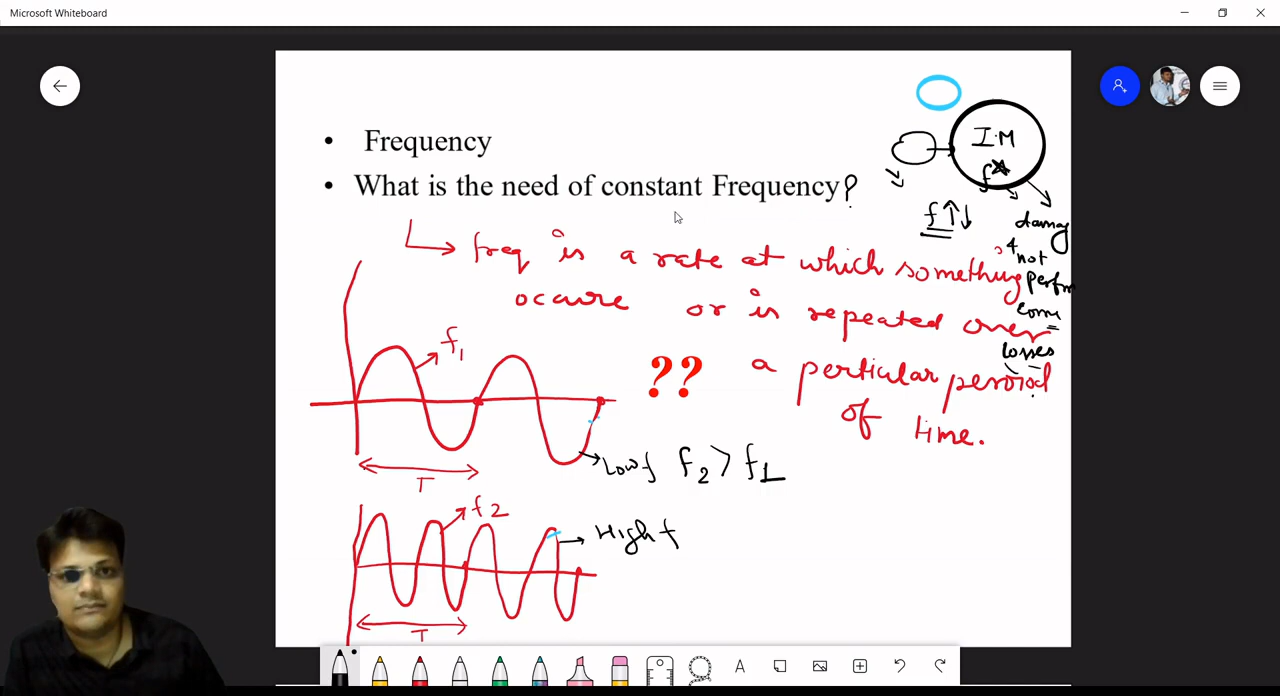 Microsoft Whiteboard
• Frequency
• What is the need of constant Frequency?
I·M
f*
f↑↓
damag
not
perfrm
losses
freq is a rate at which something
occure or is repeated over
a perticular period
of time.
??
f1
Low f
f2 > f1
T
f2
High f
T
A